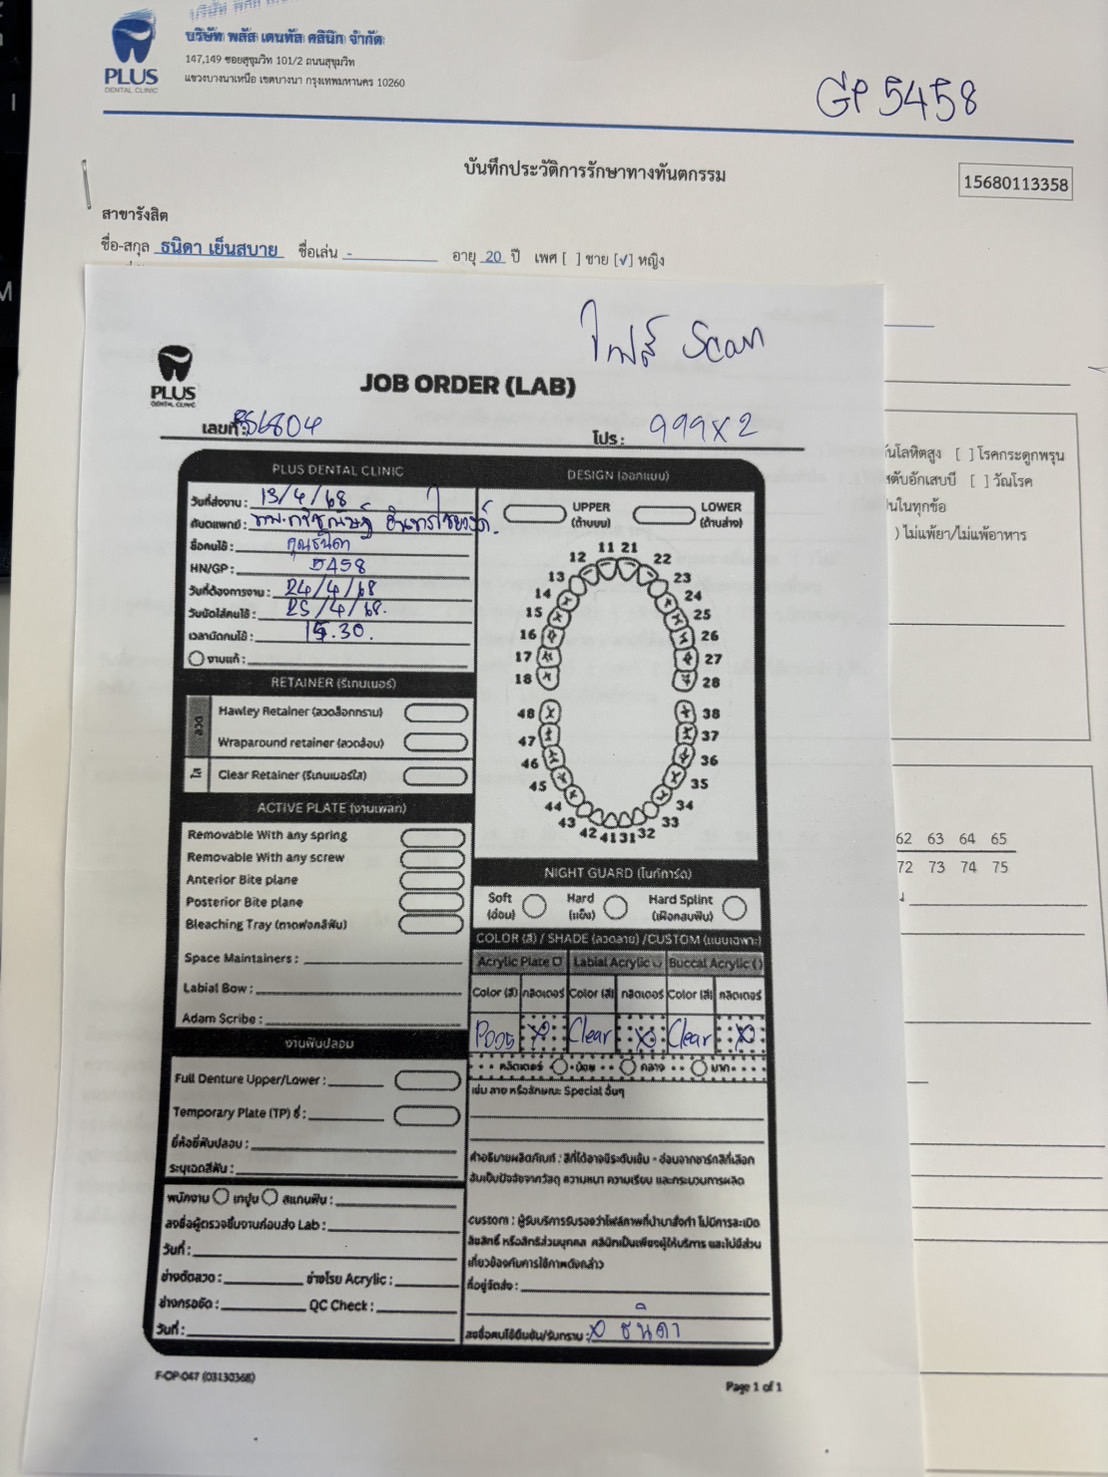 บริษัท พลัส เดนทัล คลินิก จำกัด
147,149 ซอยสุขุมวิท 101/2 ถนนสุขุมวิท
แขวงบางนาเหนือ เขตบางนา กรุงเทพมหานคร 10260
PLUS
DENTAL CLINIC
GP 5458
บันทึกประวัติการรักษาทางทันตกรรม
15680113358
สาขารังสิต
ชื่อ-สกุล ธนิดา เย็นสบาย ชื่อเล่น - อายุ 20 ปี เพศ [ ] ชาย [✓] หญิง
ไฟล์ Scan
PLUS
DENTAL CLINIC
JOB ORDER (LAB)
เลขที่: 6804
โปร : 999x2
PLUS DENTAL CLINIC
วันที่ส่งงาน : 13/4/68
ทันตแพทย์ :
ชื่อคนไข้ : คุณธนิดา
HN/GP : 5458
วันที่ต้องการงาน : 24/4/68
วันนัดใส่คนไข้ : 25/4/68.
เวลานัดคนไข้ : 15.30.
งานแก้ :
DESIGN (ออกแบบ)
UPPER (ด้านบน)
LOWER (ด้านล่าง)
11 21
12 22
13 23
14 24
15 25
16 26
17 27
18 28
48 38
47 37
46 36
45 35
44 34
43 33
42 41 31 32
RETAINER (รีเทนเนอร์)
ลวด
Hawley Retainer (ลวดล็อกกราม)
Wraparound retainer (ลวดล้อม)
ใส
Clear Retainer (รีเทนเนอร์ใส)
ACTIVE PLATE (งานเพลท)
Removable With any spring
Removable With any screw
Anterior Bite plane
Posterior Bite plane
Bleaching Tray (ถาดฟอกสีฟัน)
Space Maintainers :
Labial Bow :
Adam Scribe :
งานฟันปลอม
Full Denture Upper/Lower :
Temporary Plate (TP) ซี่ :
ยี่ห้อซี่ฟันปลอม :
ระบุเฉดสีฟัน :
พนักงาน เทปูน สแกนฟัน :
ลงชื่อผู้ตรวจชิ้นงานก่อนส่ง Lab :
วันที่ :
ช่างดัดลวด : ช่างโรย Acrylic :
ช่างกรอขัด : QC Check :
วันที่ :
NIGHT GUARD (ไนท์การ์ด)
Soft (อ่อน)
Hard (แข็ง)
Hard Splint (เฝือกสบฟัน)
COLOR (สี) / SHADE (ลวดลาย) /CUSTOM (แบบเฉพาะ)
Acrylic Plate Labial Acrylic Buccal Acrylic ( )
Color (สี) กลิตเตอร์ Color (สี) กลิตเตอร์ Color (สี) กลิตเตอร์
P005 x Clear x Clear x
กลิตเตอร์ น้อย กลาง มาก
เช่น ลาย หรือลักษณะ Special อื่นๆ
คำอธิบายผลิตภัณฑ์ : สีที่ได้อาจมีระดับเข้ม - อ่อนจากชาร์ทสีที่เลือก
อันเป็นปัจจัยจากวัสดุ ความหนา ความเรียบ และกระบวนการผลิต
custom : ผู้รับบริการรับรองว่าไฟล์ภาพที่นำมาสั่งทำ ไม่มีการละเมิด
ลิขสิทธิ์ หรือสิทธิส่วนบุคคล คลินิกเป็นเพียงผู้ให้บริการ และไม่มีส่วน
เกี่ยวข้องกับการใช้ภาพดังกล่าว
ที่อยู่จัดส่ง :
ลงชื่อคนไข้ยืนยัน/รับทราบ : x ธนิดา
F-OP-047 (03130368)
Page 1 of 1
ันโลหิตสูง [ ] โรคกระดูกพรุน
ตับอักเสบบี [ ] วัณโรค
นในทุกข้อ
) ไม่แพ้ยา/ไม่แพ้อาหาร
62 63 64 65
72 73 74 75